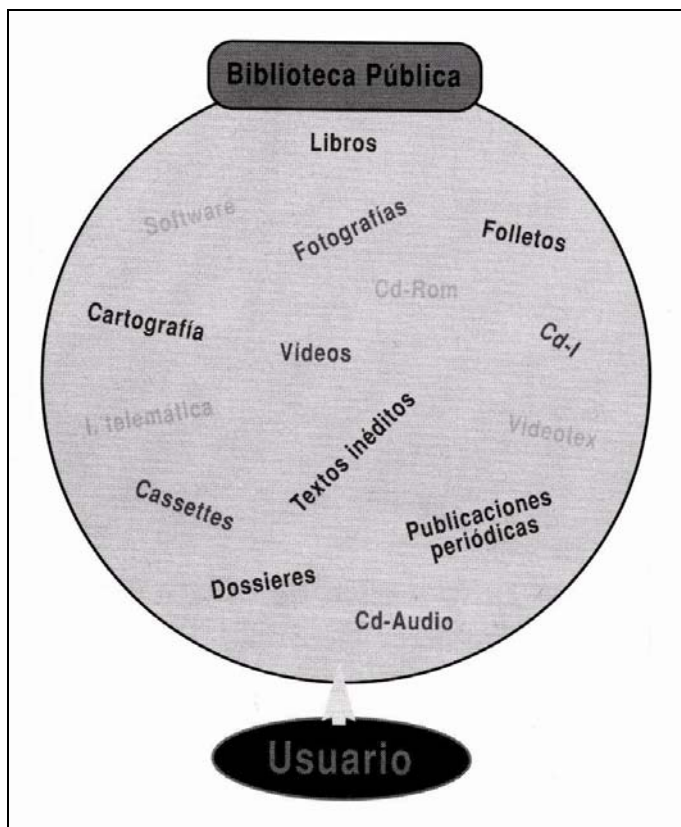 Biblioteca Pública
Libros
Software
Fotografías
Folletos
Cd-Rom
Cartografía
Cd-I
Vídeos
I. telemática
Videotex
Textos inéditos
Cassettes
Publicaciones
periódicas
Dossieres
Cd-Audio
Usuario